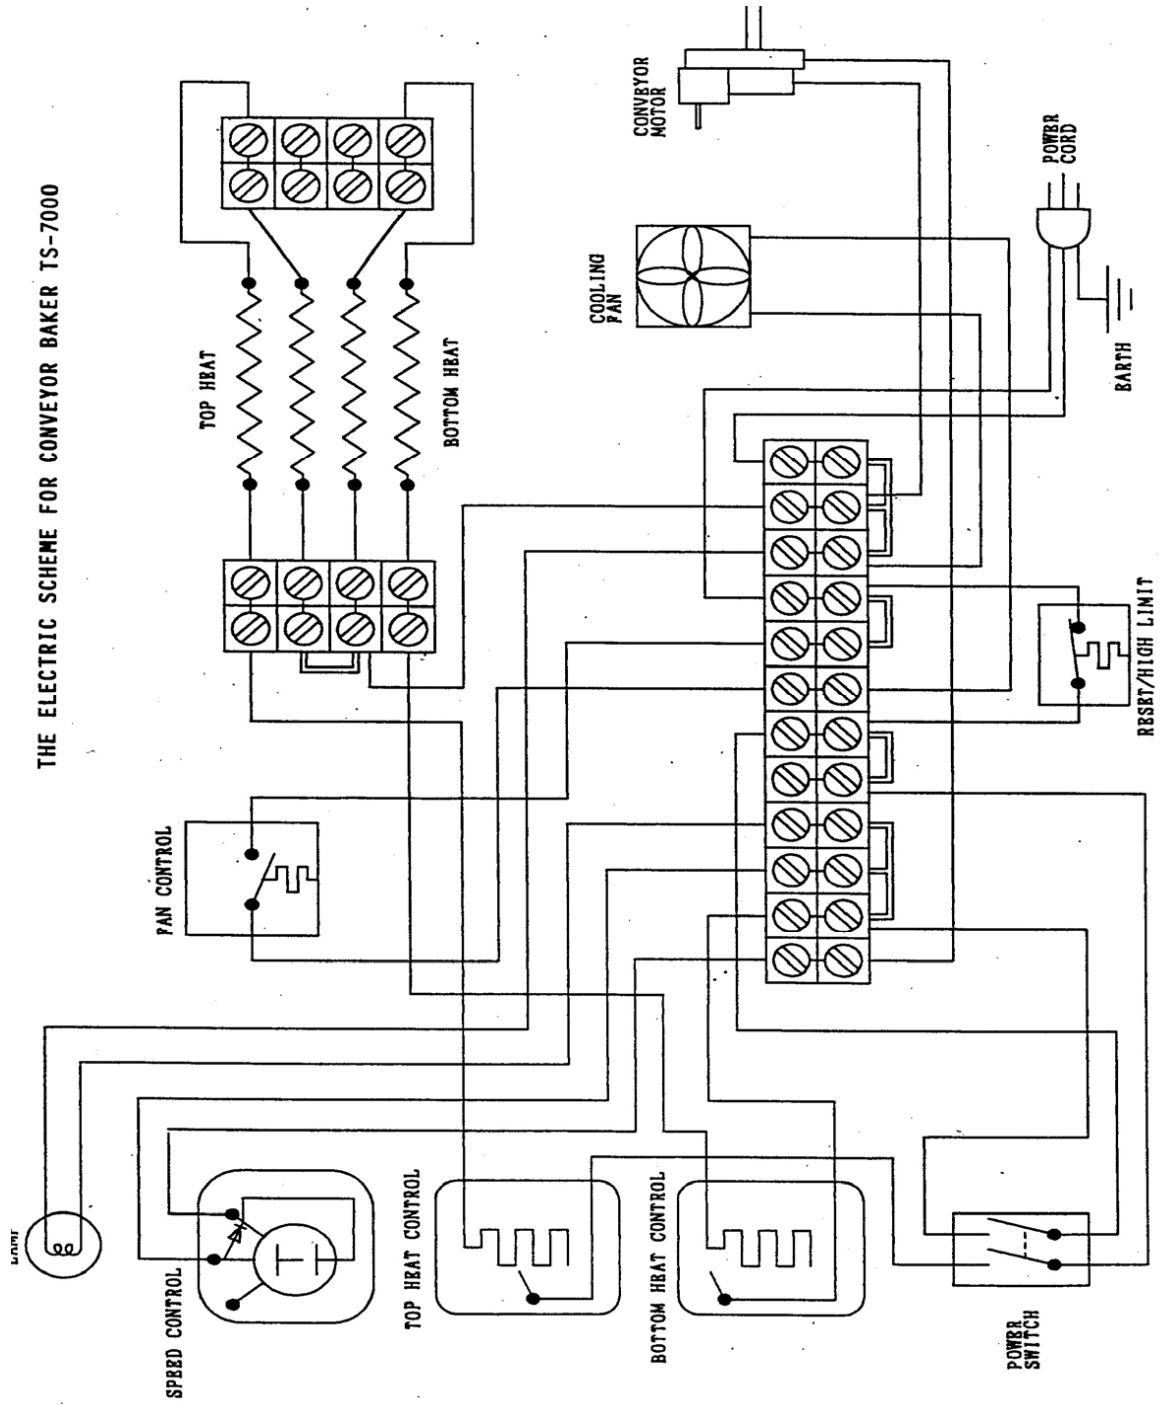 THE ELECTRIC SCHEME FOR CONVEYOR BAKER TS-7000
TOP HEAT
BOTTOM HEAT
CONVEYOR
MOTOR
COOLING
FAN
POWER
CORD
EARTH
RESET/HIGH LIMIT
FAN CONTROL
SPEED CONTROL
TOP HEAT CONTROL
BOTTOM HEAT CONTROL
POWER
SWITCH